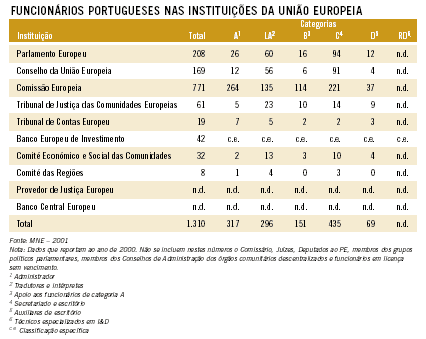 FUNCIONÁRIOS PORTUGUESES NAS INSTITUIÇÕES DA UNIÃO EUROPEIA
Categorias
Instituição Total A¹ LA² B³ C⁴ D⁵ RD⁶
Parlamento Europeu 208 26 60 16 94 12 n.d.
Conselho da União Europeia 169 12 56 6 91 4 n.d.
Comissão Europeia 771 264 135 114 221 37 n.d.
Tribunal de Justiça das Comunidades Europeias 61 5 23 10 14 9 n.d.
Tribunal de Contas Europeu 19 7 5 2 2 3 n.d.
Banco Europeu de Investimento 42 c.e. c.e. c.e. c.e. c.e. c.e.
Comité Económico e Social das Comunidades 32 2 13 3 10 4 n.d.
Comité das Regiões 8 1 4 0 3 0 n.d.
Provedor de Justiça Europeu n.d. n.d. n.d. n.d. n.d. n.d. n.d.
Banco Central Europeu n.d. n.d. n.d. n.d. n.d. n.d. n.d.
Total 1.310 317 296 151 435 69 n.d.
Fonte: MNE – 2001
Nota: Dados que reportam ao ano de 2000. Não se incluem nestes números o Comissário, Juízes, Deputados ao PE, membros dos grupos
políticos parlamentares, membros dos Conselhos de Administração dos órgãos comunitários descentralizados e funcionários em licença
sem vencimento.
¹ Administrador
² Tradutores e intérpretes
³ Apoio aos funcionários de categoria A
⁴ Secretariado e escritório
⁵ Auxiliares de escritório
⁶ Técnicos especializados em I&D
c.e. Classificação específica